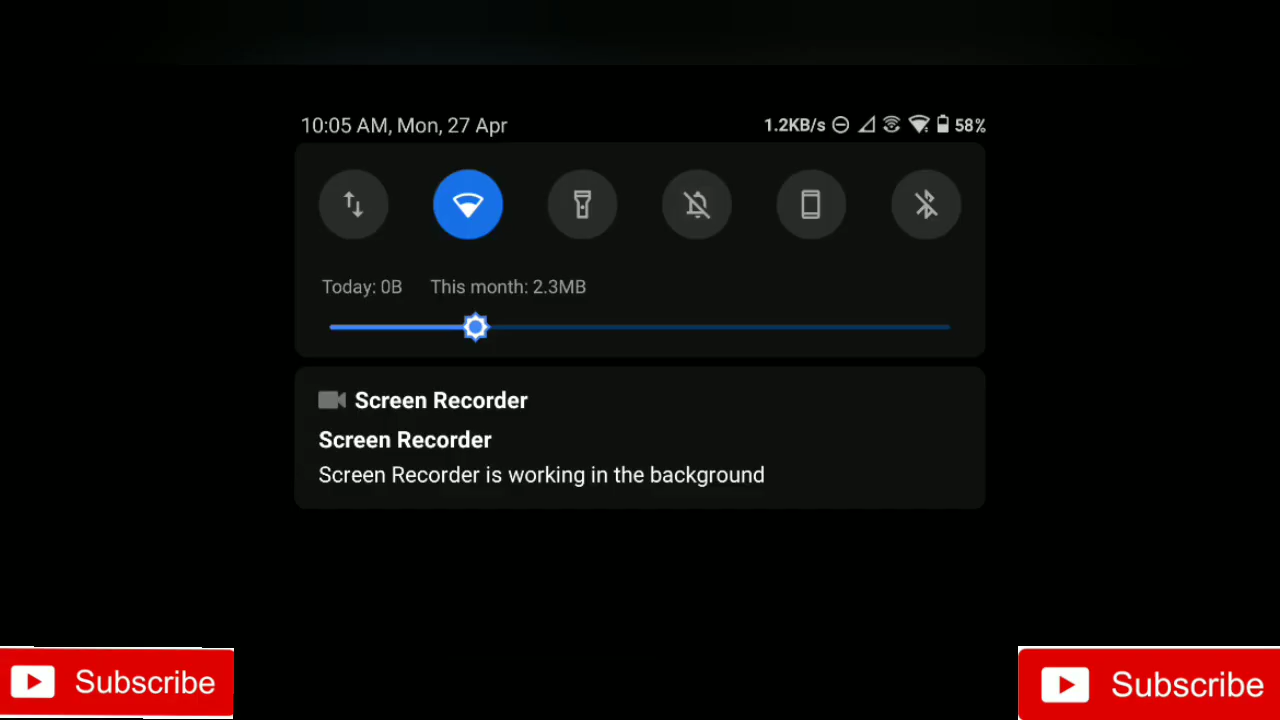 10:05 AM, Mon, 27 Apr 1.2KB/s 58%
Today: 0B This month: 2.3MB
Screen Recorder
Screen Recorder
Screen Recorder is working in the background
Subscribe Subscribe